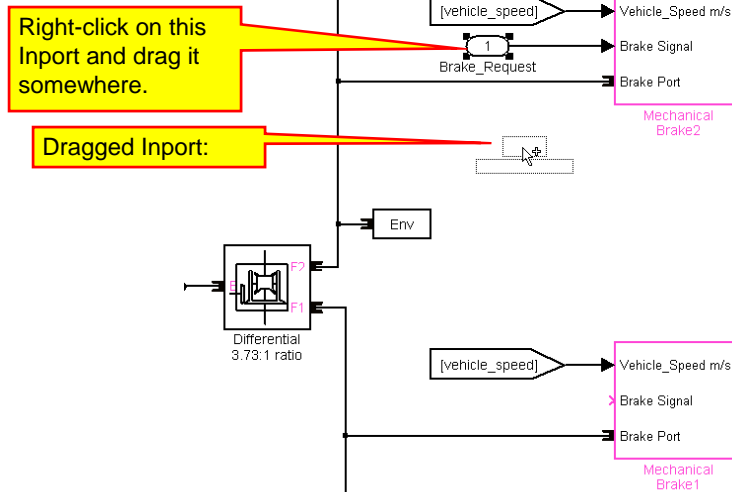 Right-click on this
Inport and drag it
somewhere.
[vehicle_speed]
Vehicle_Speed m/s
1
Brake Signal
Brake_Request
Brake Port
Mechanical
Brake2
Dragged Inport:
Env
F2
B
F1
Differential
3.73:1 ratio
[vehicle_speed]
Vehicle_Speed m/s
Brake Signal
Brake Port
Mechanical
Brake1